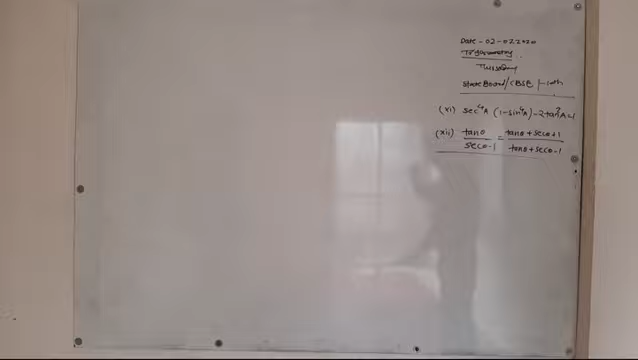 Date - 02-02.2020
Trigonometry
State Board/CBSE/-10th
(xi) sec⁴A (1-sin⁴A)-2tan²A=1
(xii) tanθ/secθ-1 = tanθ+secθ+1/tanθ+secθ-1